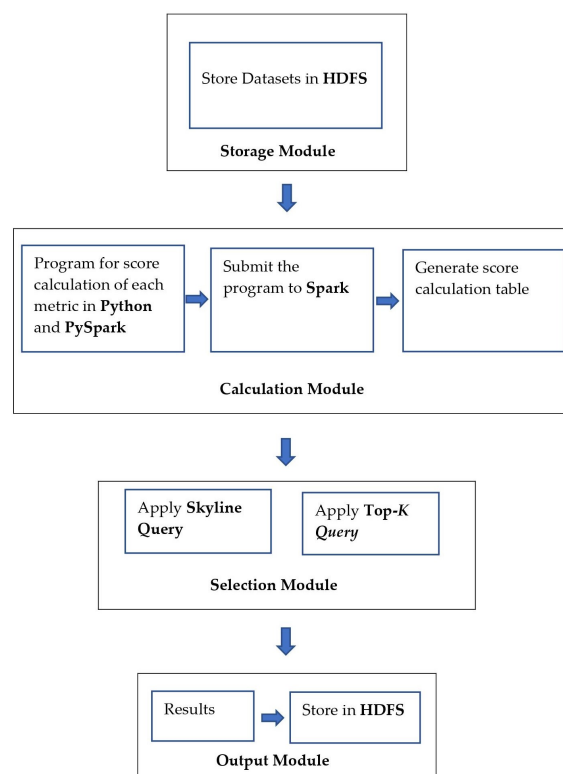 Store Datasets in HDFS
Storage Module
Program for score
calculation of each
metric in Python
and PySpark
Submit the
program to Spark
Generate score
calculation table
Calculation Module
Apply Skyline
Query
Apply Top-K
Query
Selection Module
Results
Store in HDFS
Output Module